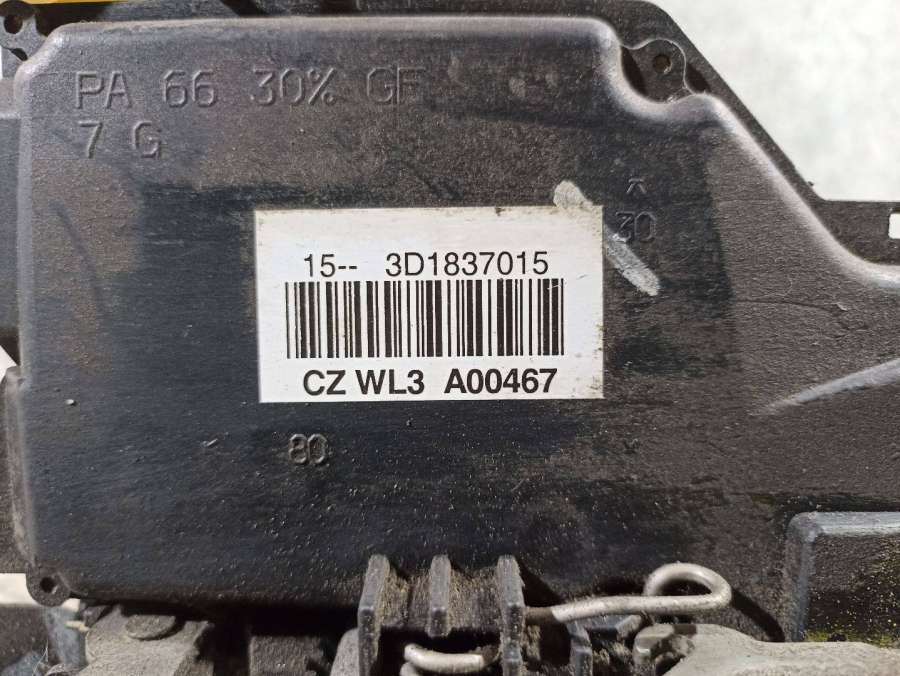 PA 66 30% GF
7 G
30
15-- 3D1837015
CZ WL3 A00467
80